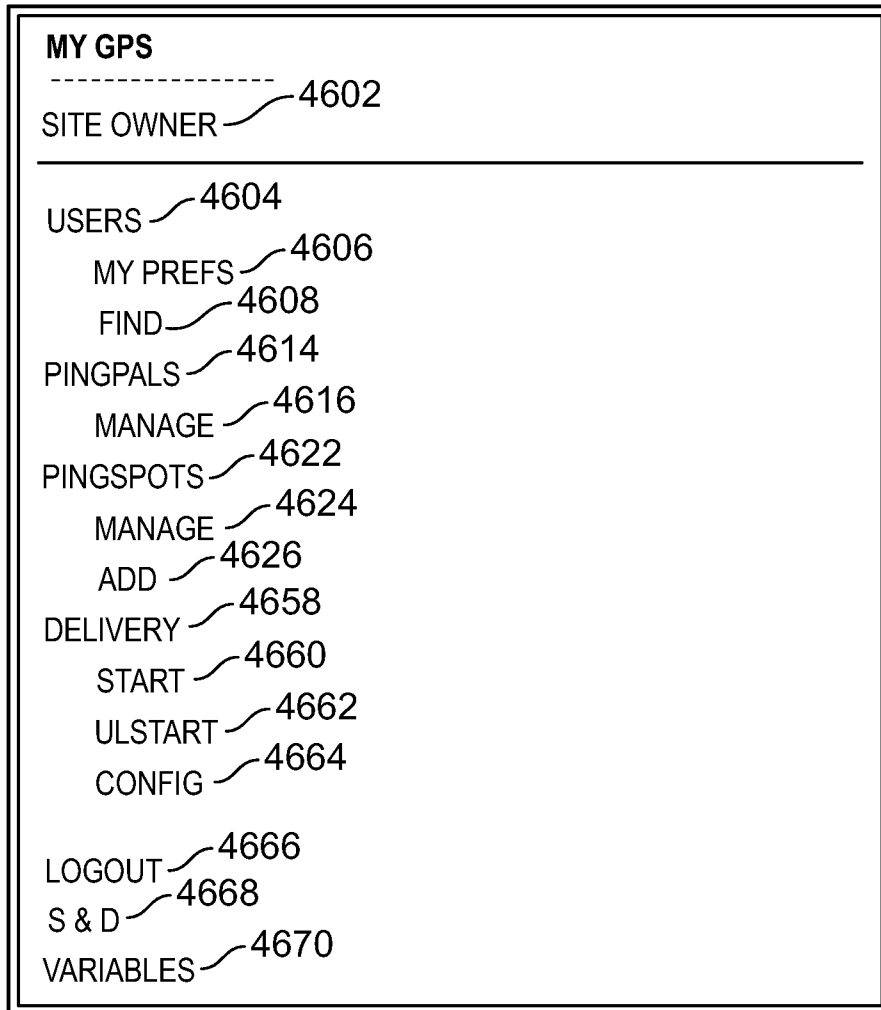 MY GPS
SITE OWNER 4602
USERS 4604
MY PREFS 4606
FIND 4608
PINGPALS 4614
MANAGE 4616
PINGSPOTS 4622
MANAGE 4624
ADD 4626
DELIVERY 4658
START 4660
ULSTART 4662
CONFIG 4664
LOGOUT 4666
S & D 4668
VARIABLES 4670